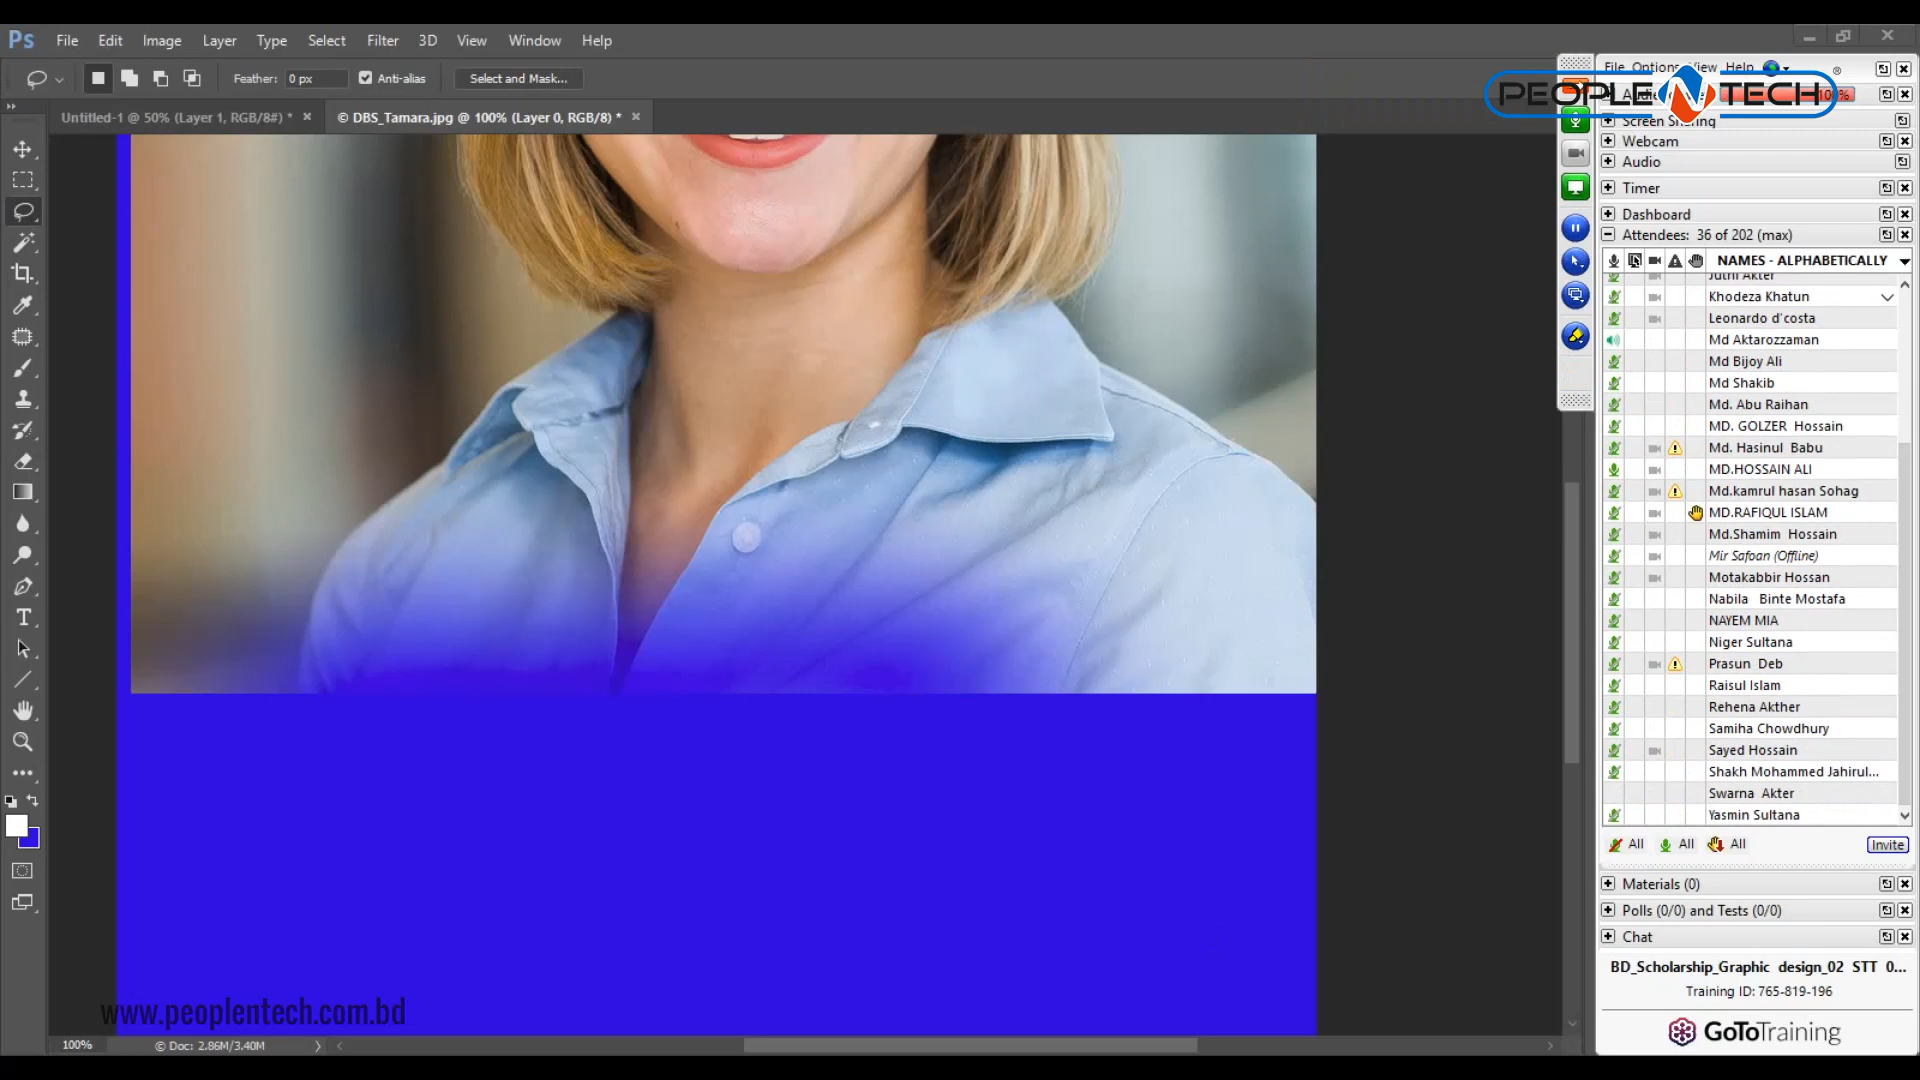 Ps File Edit Image Layer Type Select Filter 3D View Window Help
Feather: 0 px Anti-alias Select and Mask...
Untitled-1 @ 50% (Layer 1, RGB/8#) * × © DBS_Tamara.jpg @ 100% (Layer 0, RGB/8) * ×
File Options View Help
PEOPLE N TECH
100%
Screen Sharing
Webcam
Audio
Timer
Dashboard
Attendees: 36 of 202 (max)
NAMES - ALPHABETICALLY
Juthi Akter
Khodeza Khatun
Leonardo d'costa
Md Aktarozzaman
Md Bijoy Ali
Md Shakib
Md. Abu Raihan
MD. GOLZER Hossain
Md. Hasinul Babu
MD.HOSSAIN ALI
Md.kamrul hasan Sohag
MD.RAFIQUL ISLAM
Md.Shamim Hossain
Mir Safoan (Offline)
Motakabbir Hossan
Nabila Binte Mostafa
NAYEM MIA
Niger Sultana
Prasun Deb
Raisul Islam
Rehena Akther
Samiha Chowdhury
Sayed Hossain
Shakh Mohammed Jahirul...
Swarna Akter
Yasmin Sultana
All All All Invite
Materials (0)
Polls (0/0) and Tests (0/0)
Chat
BD_Scholarship_Graphic design_02 STT 0...
Training ID: 765-819-196
GoToTraining
www.peoplentech.com.bd
100% © Doc: 2.86M/3.40M